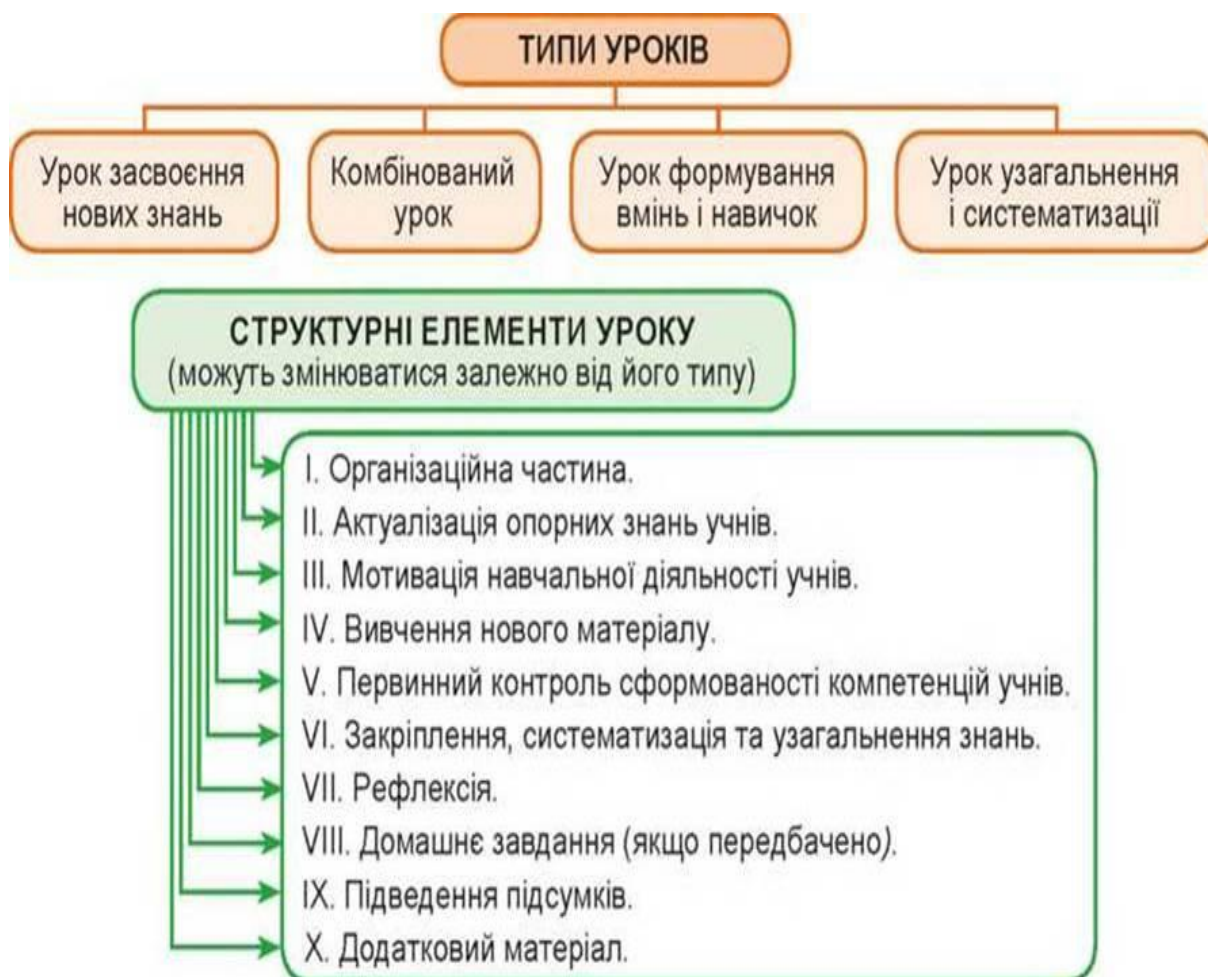 ТИПИ УРОКІВ
Урок засвоєння
нових знань
Комбінований
урок
Урок формування
вмінь і навичок
Урок узагальнення
і систематизації
СТРУКТУРНІ ЕЛЕМЕНТИ УРОКУ
(можуть змінюватися залежно від його типу)
I. Організаційна частина.
II. Актуалізація опорних знань учнів.
III. Мотивація навчальної діяльності учнів.
IV. Вивчення нового матеріалу.
V. Первинний контроль сформованості компетенцій учнів.
VI. Закріплення, систематизація та узагальнення знань.
VII. Рефлексія.
VIII. Домашнє завдання (якщо передбачено).
IX. Підведення підсумків.
X. Додатковий матеріал.